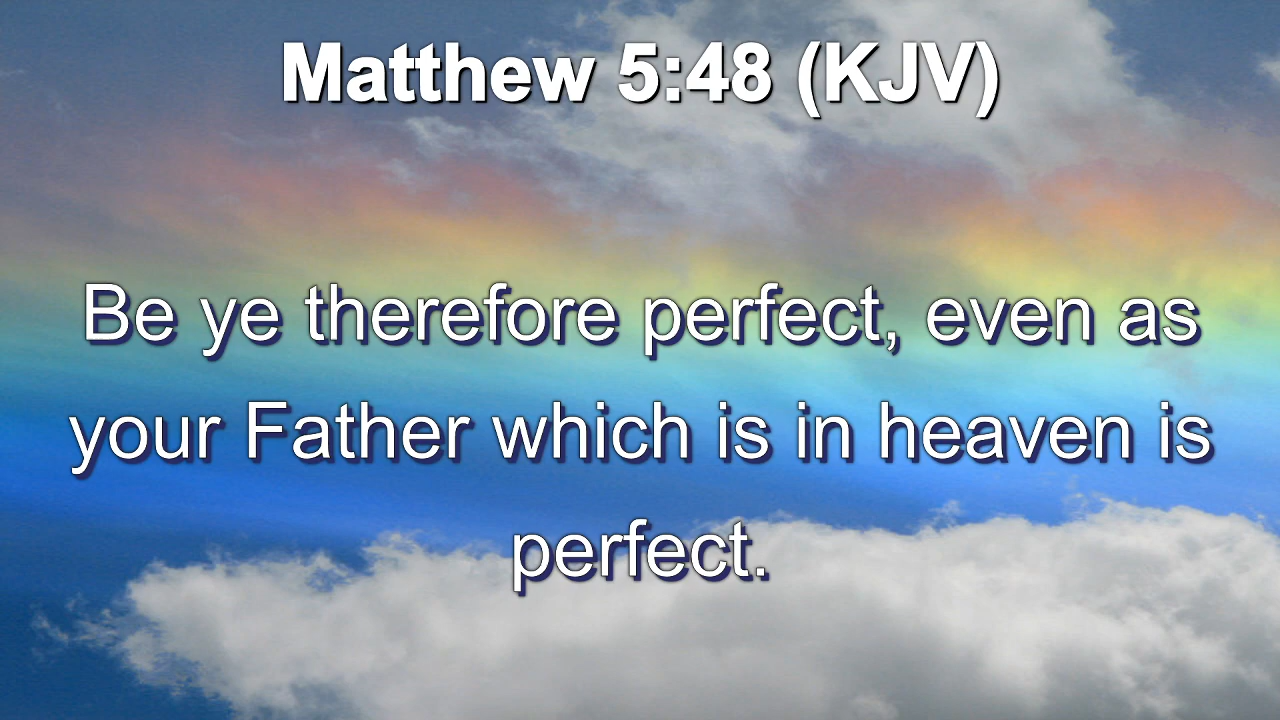 Matthew 5:48 (KJV)
Be ye therefore perfect, even as
your Father which is in heaven is
perfect.